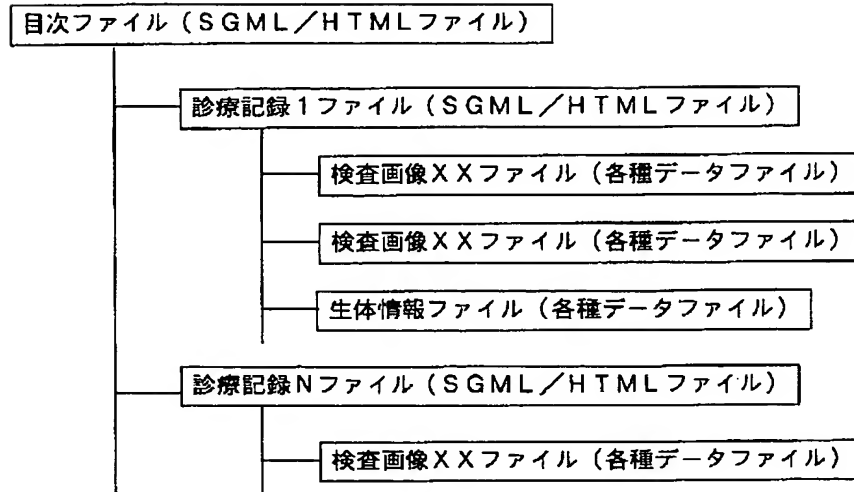 目次ファイル（ＳＧＭＬ／ＨＴＭＬファイル）
診療記録１ファイル（ＳＧＭＬ／ＨＴＭＬファイル）
検査画像ＸＸファイル（各種データファイル）
検査画像ＸＸファイル（各種データファイル）
生体情報ファイル（各種データファイル）
診療記録Ｎファイル（ＳＧＭＬ／ＨＴＭＬファイル）
検査画像ＸＸファイル（各種データファイル）